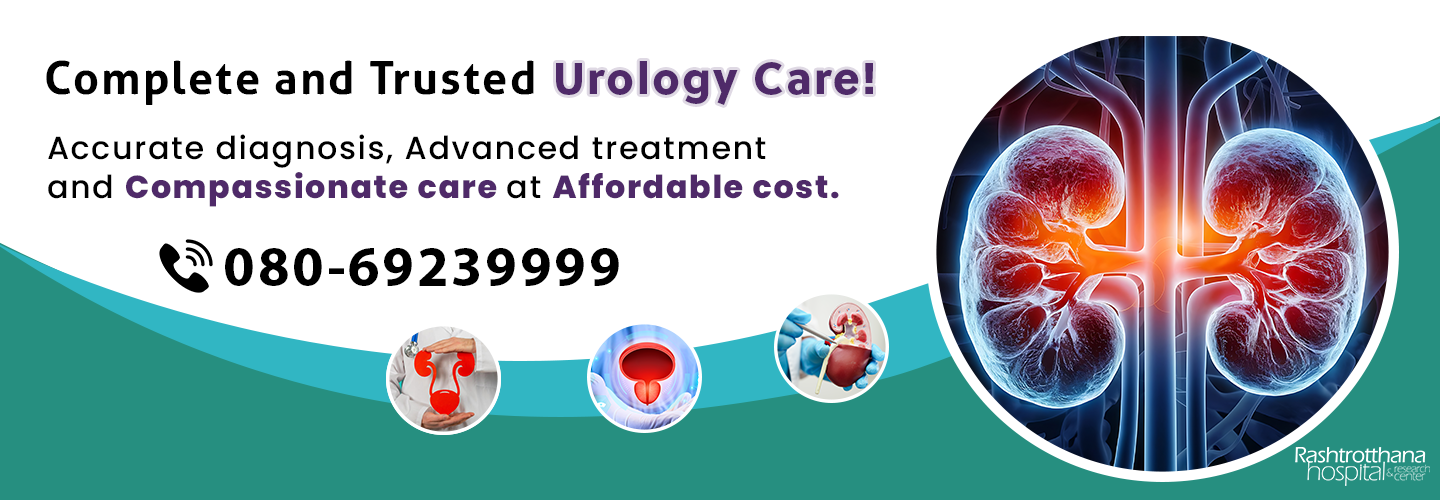 Complete and Trusted Urology Care!
Accurate diagnosis, Advanced treatment
and Compassionate care at Affordable cost.
080-69239999
Rashtrotthana
hospital & research center